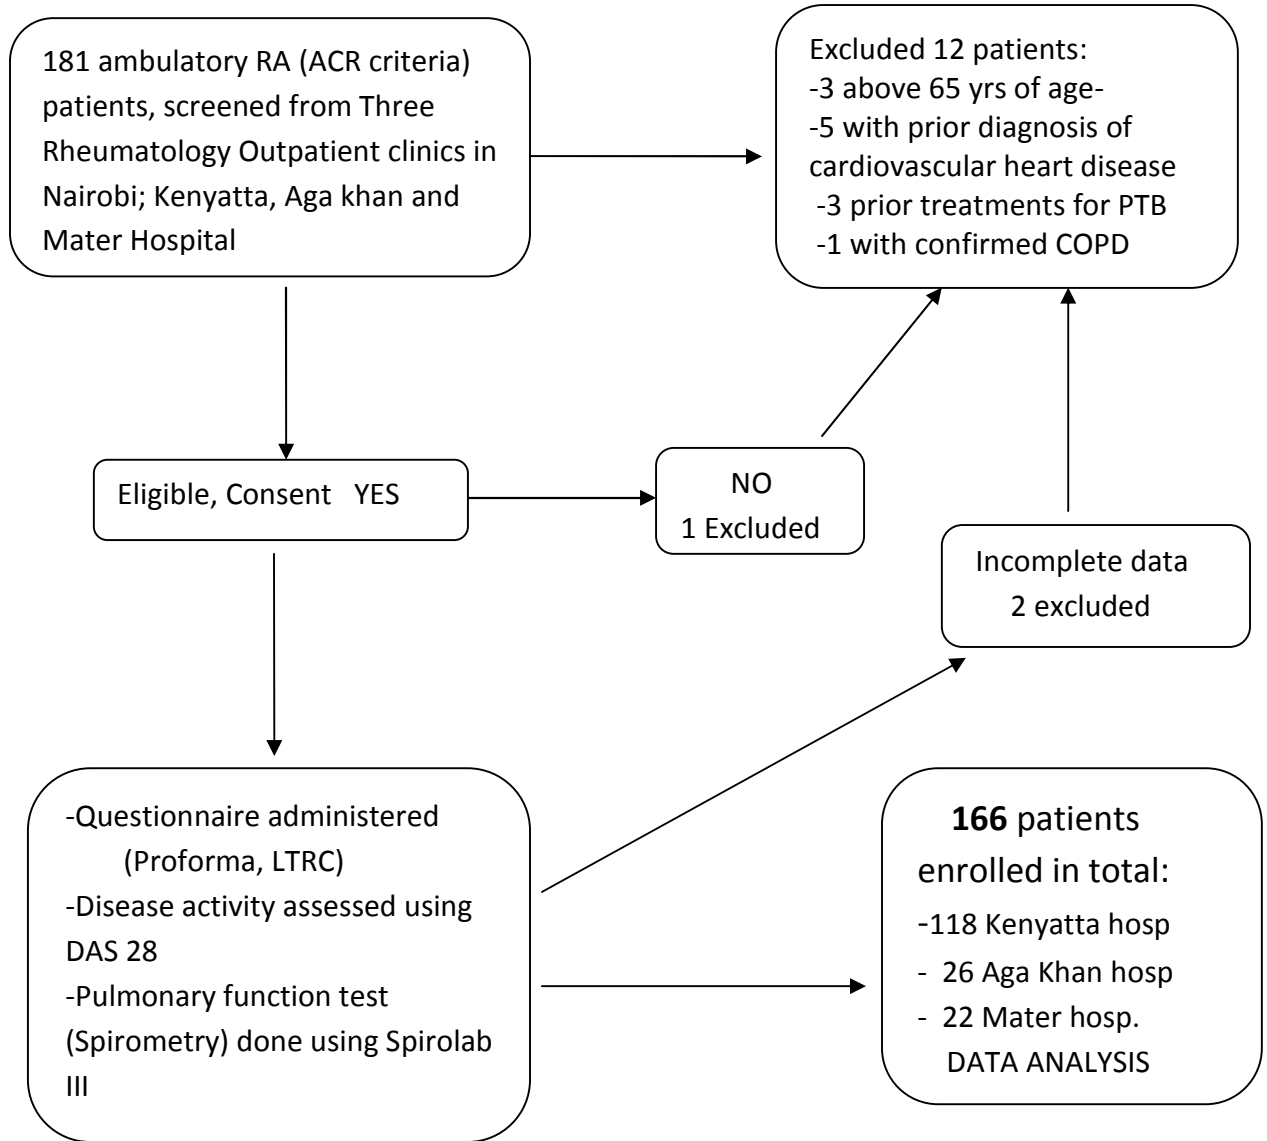 181 ambulatory RA (ACR criteria)
patients, screened from Three
Rheumatology Outpatient clinics in
Nairobi; Kenyatta, Aga khan and
Mater Hospital
Excluded 12 patients:
-3 above 65 yrs of age-
-5 with prior diagnosis of
cardiovascular heart disease
-3 prior treatments for PTB
-1 with confirmed COPD
Eligible, Consent YES
NO
1 Excluded
Incomplete data
2 excluded
-Questionnaire administered
(Proforma, LTRC)
-Disease activity assessed using
DAS 28
-Pulmonary function test
(Spirometry) done using Spirolab
III
166 patients
enrolled in total:
-118 Kenyatta hosp
- 26 Aga Khan hosp
- 22 Mater hosp.
DATA ANALYSIS